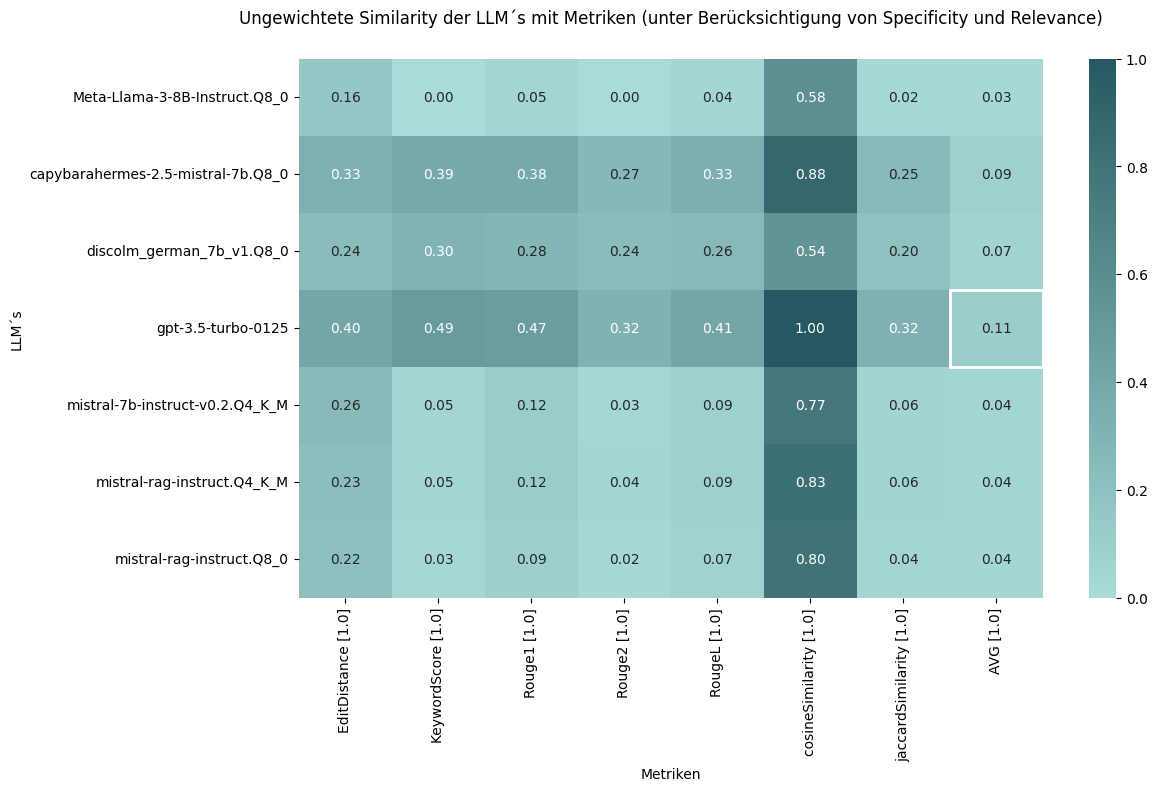 Ungewichtete Similarity der LLM´s mit Metriken (unter Berücksichtigung von Specificity und Relevance)
LLM´s
Meta-Llama-3-8B-Instruct.Q8_0 0.16 0.00 0.05 0.00 0.04 0.58 0.02 0.03
capybarahermes-2.5-mistral-7b.Q8_0 0.33 0.39 0.38 0.27 0.33 0.88 0.25 0.09
discolm_german_7b_v1.Q8_0 0.24 0.30 0.28 0.24 0.26 0.54 0.20 0.07
gpt-3.5-turbo-0125 0.40 0.49 0.47 0.32 0.41 1.00 0.32 0.11
mistral-7b-instruct-v0.2.Q4_K_M 0.26 0.05 0.12 0.03 0.09 0.77 0.06 0.04
mistral-rag-instruct.Q4_K_M 0.23 0.05 0.12 0.04 0.09 0.83 0.06 0.04
mistral-rag-instruct.Q8_0 0.22 0.03 0.09 0.02 0.07 0.80 0.04 0.04
EditDistance [1.0]
KeywordScore [1.0]
Rouge1 [1.0]
Rouge2 [1.0]
RougeL [1.0]
cosineSimilarity [1.0]
jaccardSimilarity [1.0]
AVG [1.0]
Metriken
1.0
0.8
0.6
0.4
0.2
0.0